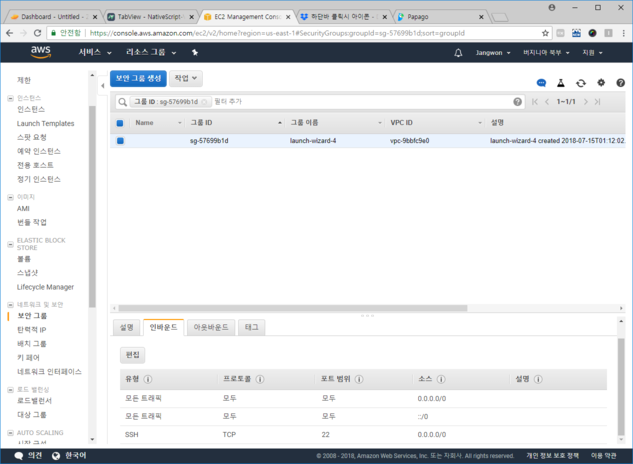 Dashboard - Untitled -
TabView - NativeScript-
EC2 Management Conso
하단바 클릭시 아이폰 -
Papago
안전함 https://console.aws.amazon.com/ec2/v2/home?region=us-east-1#SecurityGroups:groupId=sg-57699b1d;sort=groupId
aws 서비스 리소스 그룹 Jangwon 버지니아 북부 지원
제한
인스턴스
인스턴스
Launch Templates
스팟 요청
예약 인스턴스
전용 호스트
정기 인스턴스
이미지
AMI
번들 작업
ELASTIC BLOCK
STORE
볼륨
스냅샷
Lifecycle Manager
네트워크 및 보안
보안 그룹
탄력적 IP
배치 그룹
키 페어
네트워크 인터페이스
로드 밸런싱
로드밸런서
대상 그룹
AUTO SCALING
시작 구성
보안 그룹 생성 작업
그룹 ID : sg-57699b1d 필터 추가 1~1/1
Name 그룹 ID 그룹 이름 VPC ID 설명
sg-57699b1d launch-wizard-4 vpc-9bbfc9e0 launch-wizard-4 created 2018-07-15T01:12:02.
설명 인바운드 아웃바운드 태그
편집
유형 프로토콜 포트 범위 소스 설명
모든 트래픽 모두 모두 0.0.0.0/0
모든 트래픽 모두 모두 ::/0
SSH TCP 22 0.0.0.0/0
의견 한국어 © 2008 - 2018, Amazon Web Services, Inc. 또는 자회사. All rights reserved. 개인 정보 보호 정책 이용 약관